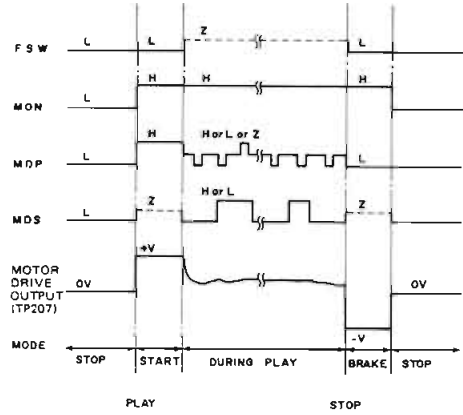 Z
FSW L L L
MON L H H H
H H or L or Z
MDP L L
H or L
MDS L Z Z
+V
MOTOR
DRIVE 0V 0V
OUTPUT
(TP207)
-V
MODE
STOP START DURING PLAY BRAKE STOP
PLAY STOP